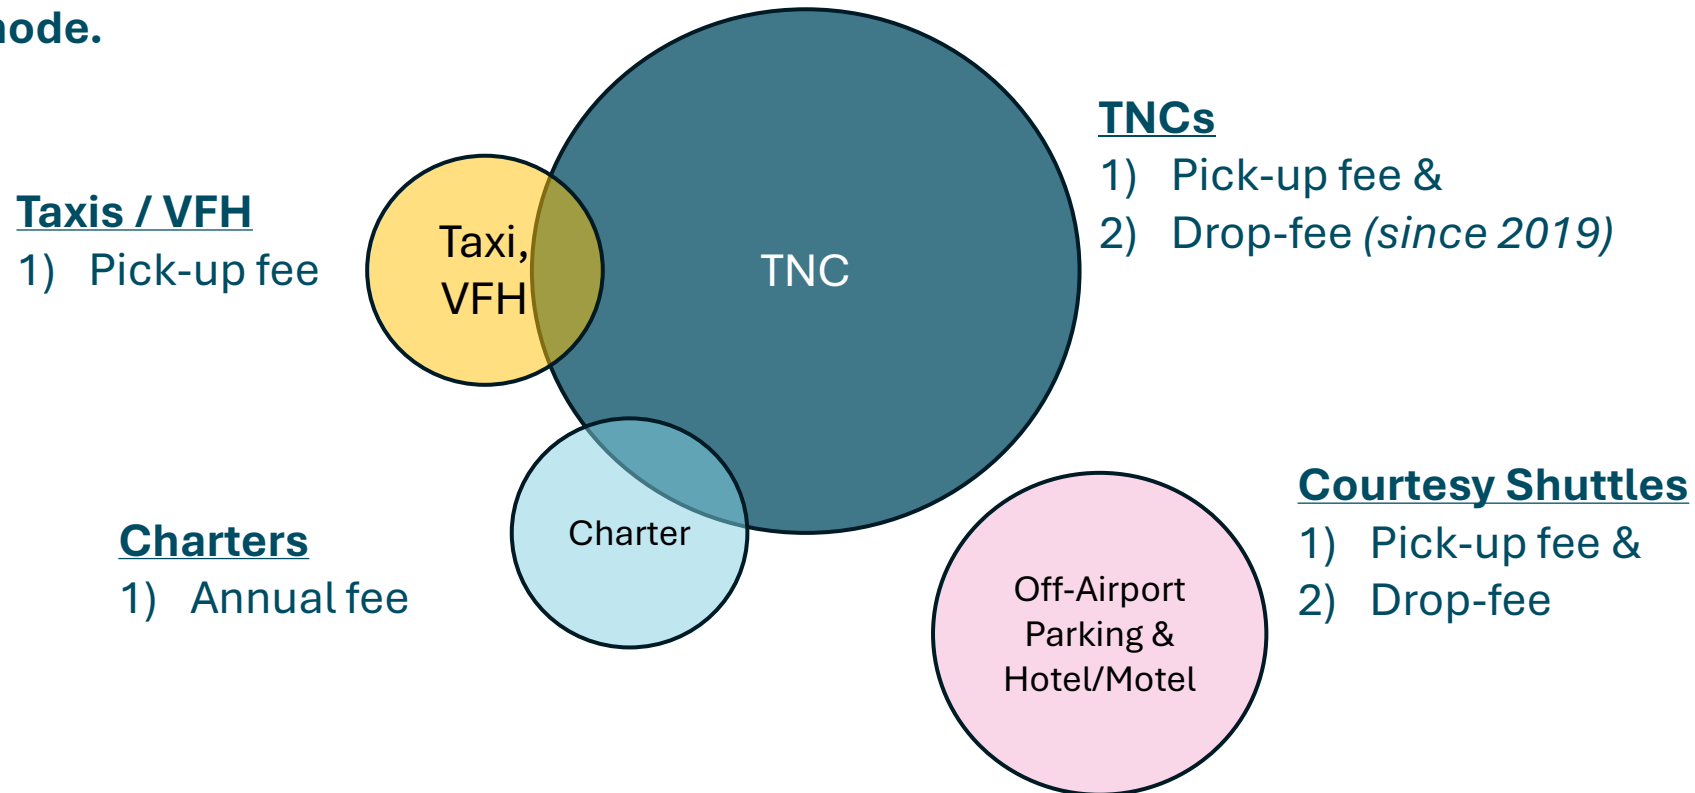 node.
TNCs
1) Pick-up fee &
2) Drop-fee (since 2019)
Taxis / VFH
1) Pick-up fee
Taxi,
VFH
TNC
Charters
1) Annual fee
Charter
Courtesy Shuttles
1) Pick-up fee &
2) Drop-fee
Off-Airport
Parking &
Hotel/Motel